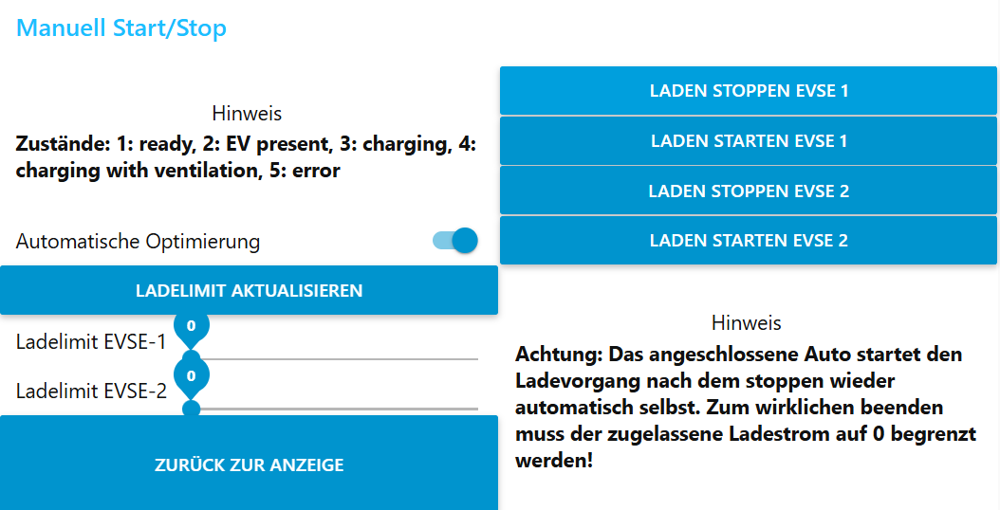 Manuell Start/Stop
Hinweis
Zustände: 1: ready, 2: EV present, 3: charging, 4:
charging with ventilation, 5: error
Automatische Optimierung
LADELIMIT AKTUALISIEREN
0
Ladelimit EVSE-1
0
Ladelimit EVSE-2
ZURÜCK ZUR ANZEIGE
LADEN STOPPEN EVSE 1
LADEN STARTEN EVSE 1
LADEN STOPPEN EVSE 2
LADEN STARTEN EVSE 2
Hinweis
Achtung: Das angeschlossene Auto startet den
Ladevorgang nach dem stoppen wieder
automatisch selbst. Zum wirklichen beenden
muss der zugelassene Ladestrom auf 0 begrenzt
werden!